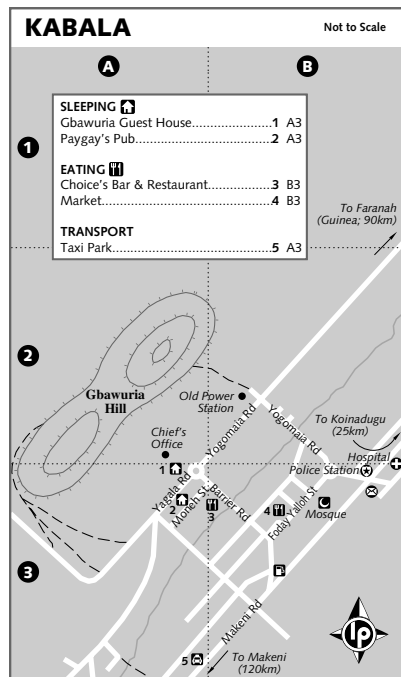 KABALA
Not to Scale
A
B
1
SLEEPING
Gbawuria Guest House........................1 A3
Paygay's Pub........................................2 A3
EATING
Choice's Bar & Restaurant..................3 B3
Market..................................................4 B3
TRANSPORT
Taxi Park..............................................5 A3
To Faranah
(Guinea; 90km)
2
Gbawuria
Hill
Old Power
Station
Chief's
Office
Yogomaia Rd
Yogomaia Rd
To Koinadugu
(25km)
Hospital
Police Station
1
Yagala Rd
2
Moneh St
Barrier Rd
3
4
Foday Yalloh St
Mosque
3
Makeni Rd
5
To Makeni
(120km)
lp